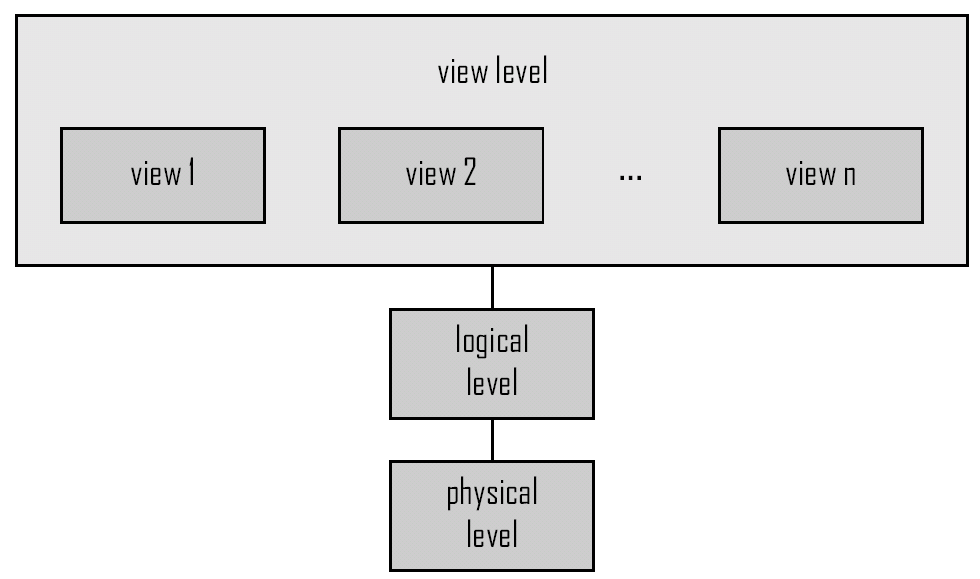 view level
view 1
view 2
...
view n
logical
level
physical
level